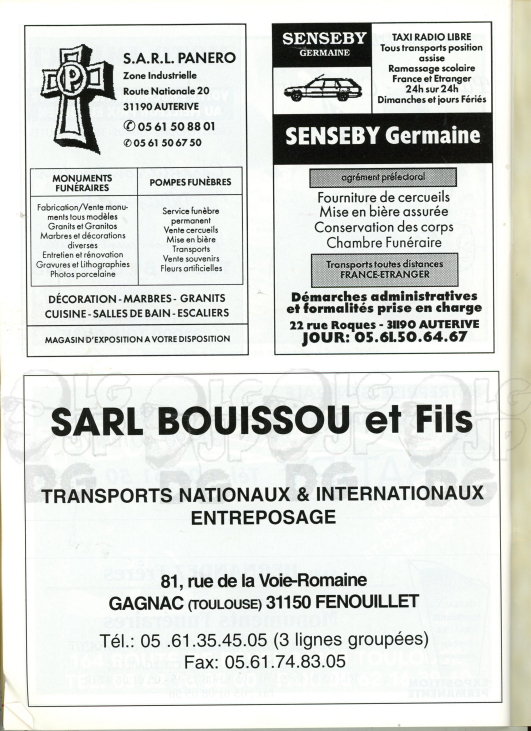 S.A.R.L. PANERO
Zone Industrielle
Route Nationale 20
31190 AUTERIVE
✆ 05 61 50 88 01
✆ 05 61 50 67 50
MONUMENTS
FUNÉRAIRES
Fabrication/Vente monu-
ments tous modèles
Granits et Granitos
Marbres et décorations
diverses
Entretien et rénovation
Gravures et Lithographies
Photos porcelaine
POMPES FUNÈBRES
Service funèbre
permanent
Vente cercueils
Mise en bière
Transports
Vente souvenirs
Fleurs artificielles
DÉCORATION - MARBRES - GRANITS
CUISINE - SALLES DE BAIN - ESCALIERS
MAGASIN D'EXPOSITION A VOTRE DISPOSITION
SENSEBY
GERMAINE
TAXI RADIO LIBRE
Tous transports position
assise
Ramassage scolaire
France et Etranger
24h sur 24h
Dimanches et jours Fériés
SENSEBY Germaine
agrément préfectoral
Fourniture de cercueils
Mise en bière assurée
Conservation des corps
Chambre Funéraire
Transports toutes distances
FRANCE-ETRANGER
Démarches administratives
et formalités prise en charge
22 rue Roques - 31190 AUTERIVE
JOUR: 05.61.50.64.67
SARL BOUISSOU et Fils
TRANSPORTS NATIONAUX & INTERNATIONAUX
ENTREPOSAGE
81, rue de la Voie-Romaine
GAGNAC (TOULOUSE) 31150 FENOUILLET
Tél.: 05 .61.35.45.05 (3 lignes groupées)
Fax: 05.61.74.83.05